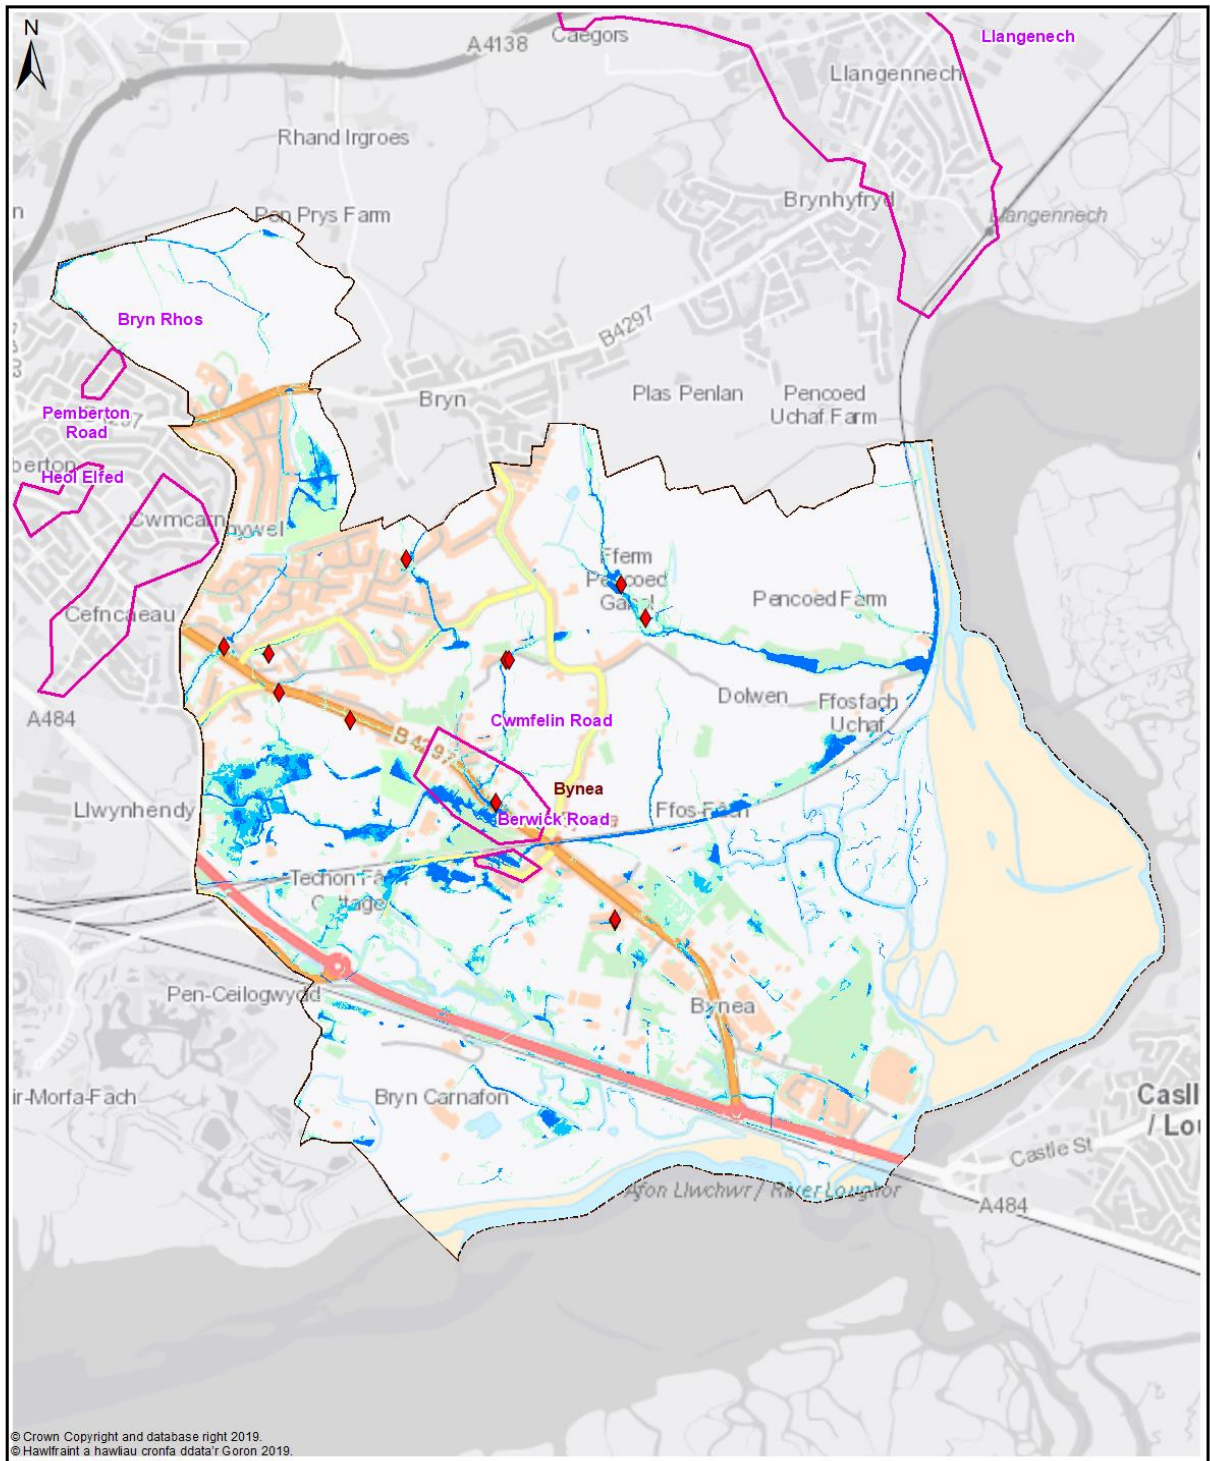 N
A4138
Caegors
Llangenech
Llangennech
Rhand Irgroes
Brynhyfryd
Pen Prys Farm
Llangennech
Bryn Rhos
B4297
Bryn
Plas Penlan
Pencoed
Uchaf Farm
Pemberton
Road
Heol Elfed
Cefncaeau
Fferm
Pencoed Farm
A484
Dolwen
Ffosfach
Uchaf
Cwmfelin Road
B4297
Bynea
Berwick Road
Llwynhendy
Pen-Ceilogwydd
Bynea
Bryn Carnafon
ir-Morfa-Fach
Castle St
Afon Llwchwr / River Loughor
A484
© Crown Copyright and database right 2019.
© Hawlfraint a hawliau cronfa ddata'r Goron 2019.